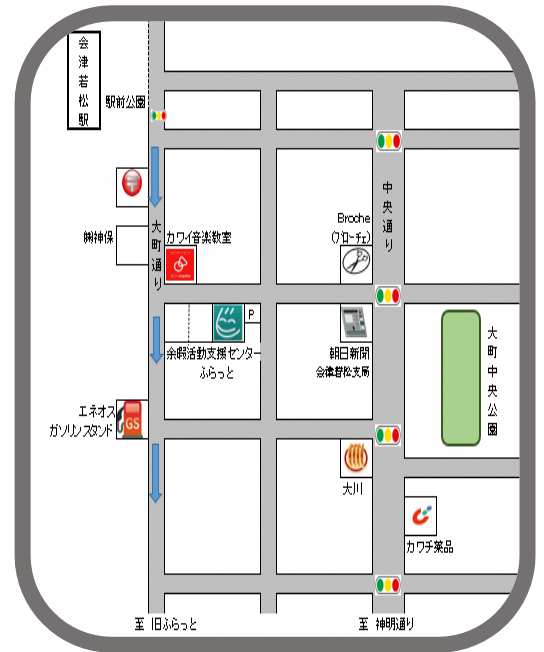 会津若松駅
駅前公園
㈱神保
大町通り
カワイ音楽教室
中央通り
Broche
(ブローチェ)
P
余暇活動支援センター
ふらっと
朝日新聞
会津若松支局
大町中央公園
エネオス
ガソリンスタンド
GS
大川
カワチ薬品
至 旧ふらっと
至 神明通り